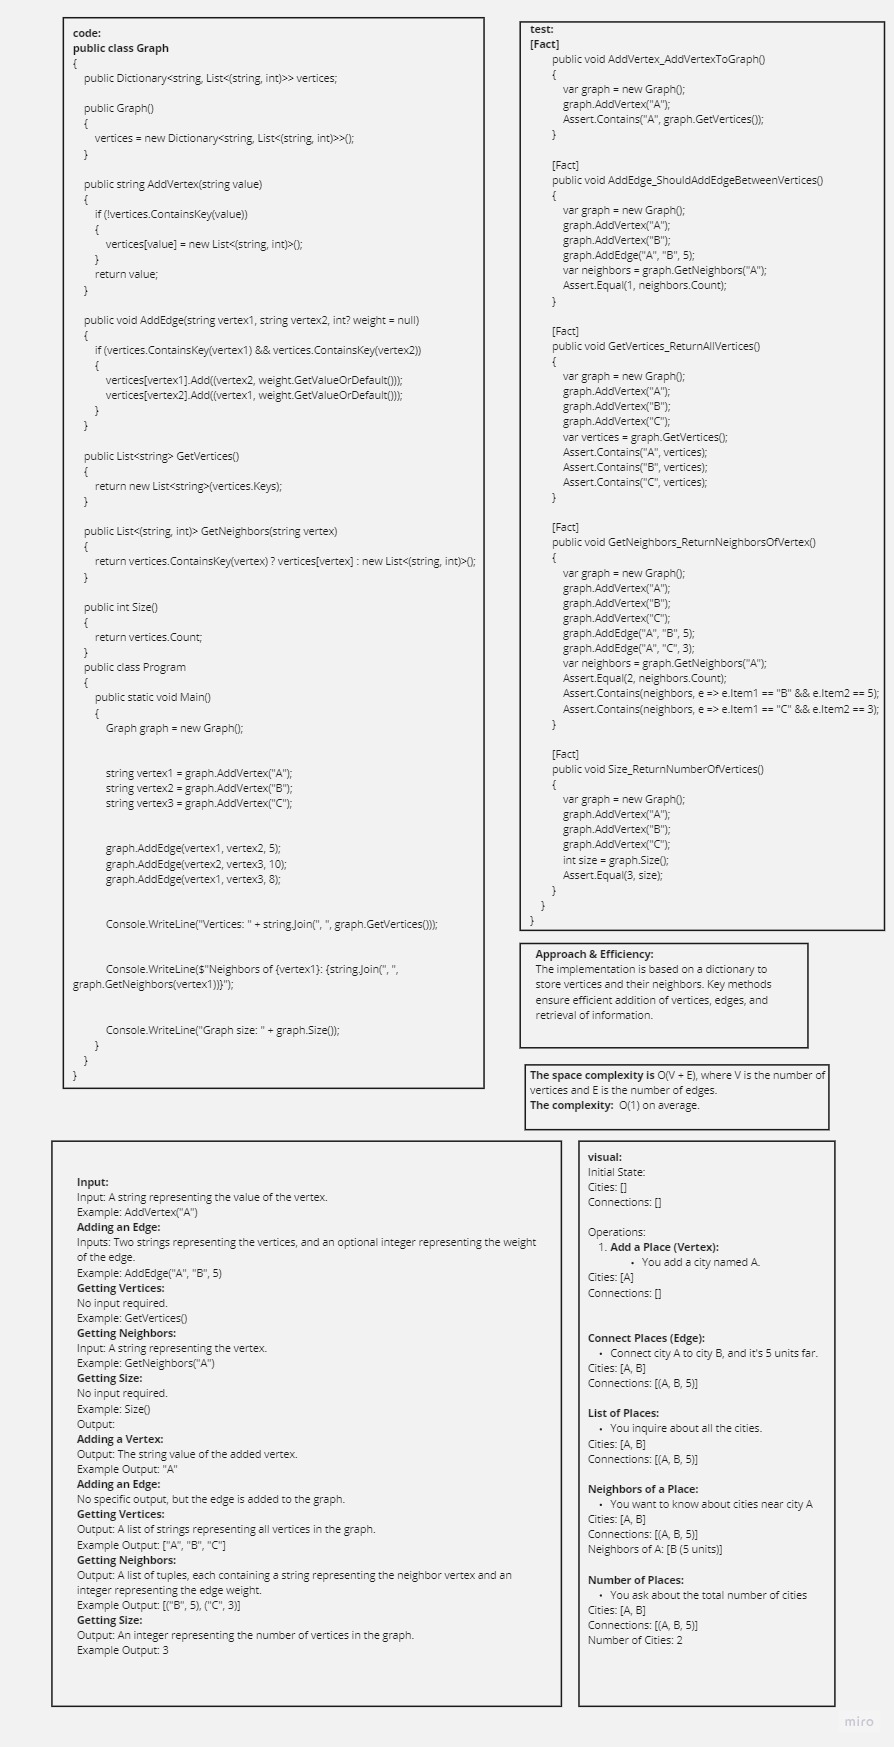 code:
public class Graph
{
public Dictionary<string, List<(string, int)>> vertices;
public Graph()
{
vertices = new Dictionary<string, List<(string, int)>>();
}
public string AddVertex(string value)
{
if (!vertices.ContainsKey(value))
{
vertices[value] = new List<(string, int)>();
}
return value;
}
public void AddEdge(string vertex1, string vertex2, int? weight = null)
{
if (vertices.ContainsKey(vertex1) && vertices.ContainsKey(vertex2))
{
vertices[vertex1].Add((vertex2, weight.GetValueOrDefault()));
vertices[vertex2].Add((vertex1, weight.GetValueOrDefault()));
}
}
public List<string> GetVertices()
{
return new List<string>(vertices.Keys);
}
public List<(string, int)> GetNeighbors(string vertex)
{
return vertices.ContainsKey(vertex) ? vertices[vertex] : new List<(string, int)>();
}
public int Size()
{
return vertices.Count;
}
public class Program
{
public static void Main()
{
Graph graph = new Graph();
string vertex1 = graph.AddVertex("A");
string vertex2 = graph.AddVertex("B");
string vertex3 = graph.AddVertex("C");
graph.AddEdge(vertex1, vertex2, 5);
graph.AddEdge(vertex2, vertex3, 10);
graph.AddEdge(vertex1, vertex3, 8);
Console.WriteLine("Vertices: " + string.Join(", ", graph.GetVertices()));
Console.WriteLine($"Neighbors of {vertex1}: {string.Join(", ",
graph.GetNeighbors(vertex1))}");
Console.WriteLine("Graph size: " + graph.Size());
}
}
}
test:
[Fact]
public void AddVertex_AddVertexToGraph()
{
var graph = new Graph();
graph.AddVertex("A");
Assert.Contains("A", graph.GetVertices());
}
[Fact]
public void AddEdge_ShouldAddEdgeBetweenVertices()
{
var graph = new Graph();
graph.AddVertex("A");
graph.AddVertex("B");
graph.AddEdge("A", "B", 5);
var neighbors = graph.GetNeighbors("A");
Assert.Equal(1, neighbors.Count);
}
[Fact]
public void GetVertices_ReturnAllVertices()
{
var graph = new Graph();
graph.AddVertex("A");
graph.AddVertex("B");
graph.AddVertex("C");
var vertices = graph.GetVertices();
Assert.Contains("A", vertices);
Assert.Contains("B", vertices);
Assert.Contains("C", vertices);
}
[Fact]
public void GetNeighbors_ReturnNeighborsOfVertex()
{
var graph = new Graph();
graph.AddVertex("A");
graph.AddVertex("B");
graph.AddVertex("C");
graph.AddEdge("A", "B", 5);
graph.AddEdge("A", "C", 3);
var neighbors = graph.GetNeighbors("A");
Assert.Equal(2, neighbors.Count);
Assert.Contains(neighbors, e => e.Item1 == "B" && e.Item2 == 5);
Assert.Contains(neighbors, e => e.Item1 == "C" && e.Item2 == 3);
}
[Fact]
public void Size_ReturnNumberOfVertices()
{
var graph = new Graph();
graph.AddVertex("A");
graph.AddVertex("B");
graph.AddVertex("C");
int size = graph.Size();
Assert.Equal(3, size);
}
}
}
Approach & Efficiency:
The implementation is based on a dictionary to
store vertices and their neighbors. Key methods
ensure efficient addition of vertices, edges, and
retrieval of information.
The space complexity is O(V + E), where V is the number of
vertices and E is the number of edges.
The complexity: O(1) on average.
Input:
Input: A string representing the value of the vertex.
Example: AddVertex("A")
Adding an Edge:
Inputs: Two strings representing the vertices, and an optional integer representing the weight
of the edge.
Example: AddEdge("A", "B", 5)
Getting Vertices:
No input required.
Example: GetVertices()
Getting Neighbors:
Input: A string representing the vertex.
Example: GetNeighbors("A")
Getting Size:
No input required.
Example: Size()
Output:
Adding a Vertex:
Output: The string value of the added vertex.
Example Output: "A"
Adding an Edge:
No specific output, but the edge is added to the graph.
Getting Vertices:
Output: A list of strings representing all vertices in the graph.
Example Output: ["A", "B", "C"]
Getting Neighbors:
Output: A list of tuples, each containing a string representing the neighbor vertex and an
integer representing the edge weight.
Example Output: [("B", 5), ("C", 3)]
Getting Size:
Output: An integer representing the number of vertices in the graph.
Example Output: 3
visual:
Initial State:
Cities: []
Connections: []
Operations:
1. Add a Place (Vertex):
• You add a city named A.
Cities: [A]
Connections: []
Connect Places (Edge):
• Connect city A to city B, and it's 5 units far.
Cities: [A, B]
Connections: [(A, B, 5)]
List of Places:
• You inquire about all the cities.
Cities: [A, B]
Connections: [(A, B, 5)]
Neighbors of a Place:
• You want to know about cities near city A
Cities: [A, B]
Connections: [(A, B, 5)]
Neighbors of A: [B (5 units)]
Number of Places:
• You ask about the total number of cities
Cities: [A, B]
Connections: [(A, B, 5)]
Number of Cities: 2
miro